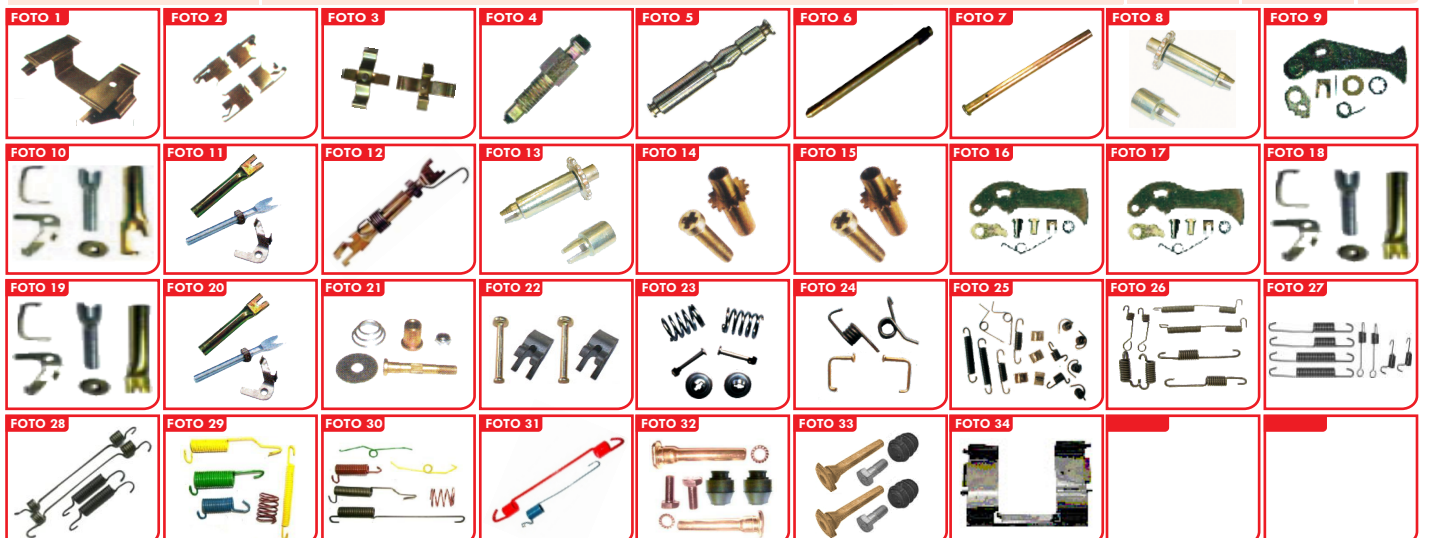 FOTO 1
FOTO 2
FOTO 3
FOTO 4
FOTO 5
FOTO 6
FOTO 7
FOTO 8
FOTO 9
FOTO 10
FOTO 11
FOTO 12
FOTO 13
FOTO 14
FOTO 15
FOTO 16
FOTO 17
FOTO 18
FOTO 19
FOTO 20
FOTO 21
FOTO 22
FOTO 23
FOTO 24
FOTO 25
FOTO 26
FOTO 27
FOTO 28
FOTO 29
FOTO 30
FOTO 31
FOTO 32
FOTO 33
FOTO 34